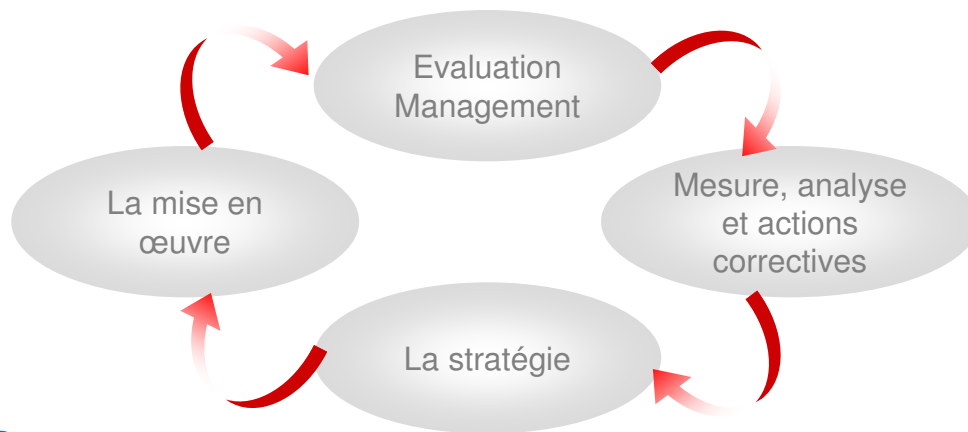 Evaluation
Management
Mesure, analyse
et actions
correctives
La stratégie
La mise en
œuvre